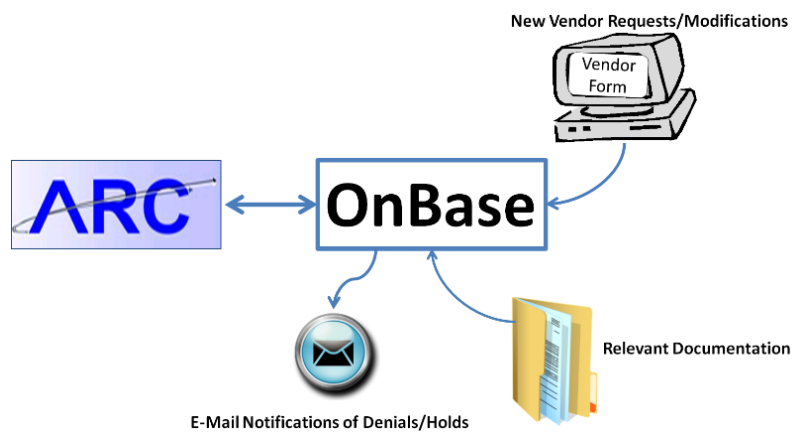 New Vendor Requests/Modifications
Vendor
Form
ARC
OnBase
Relevant Documentation
E-Mail Notifications of Denials/Holds